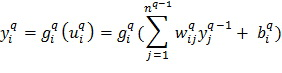 y_i^q = g_i^q(u_i^q) = g_i^q(∑_{j=1}^{n^{q-1}} w_{ij}^q y_j^{q-1} + b_i^q)